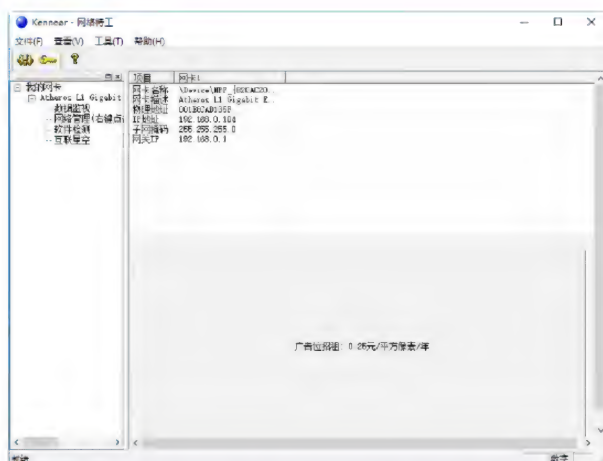 Kennear - 网络特工
文件(F) 查看(V) 工具(T) 帮助(H)
我的网卡
Atheros L1 Gigabit
数据监视
网络管理(右键点
软件检测
互联星空
项目 网卡1
网卡名称
网卡描述 Atheros L1 Gigabit E...
物理地址
IP地址 192.168.0.104
子网掩码 255.255.255.0
网关IP 192.168.0.1
广告位招租: 0.25元/平方像素/年
就绪
数字